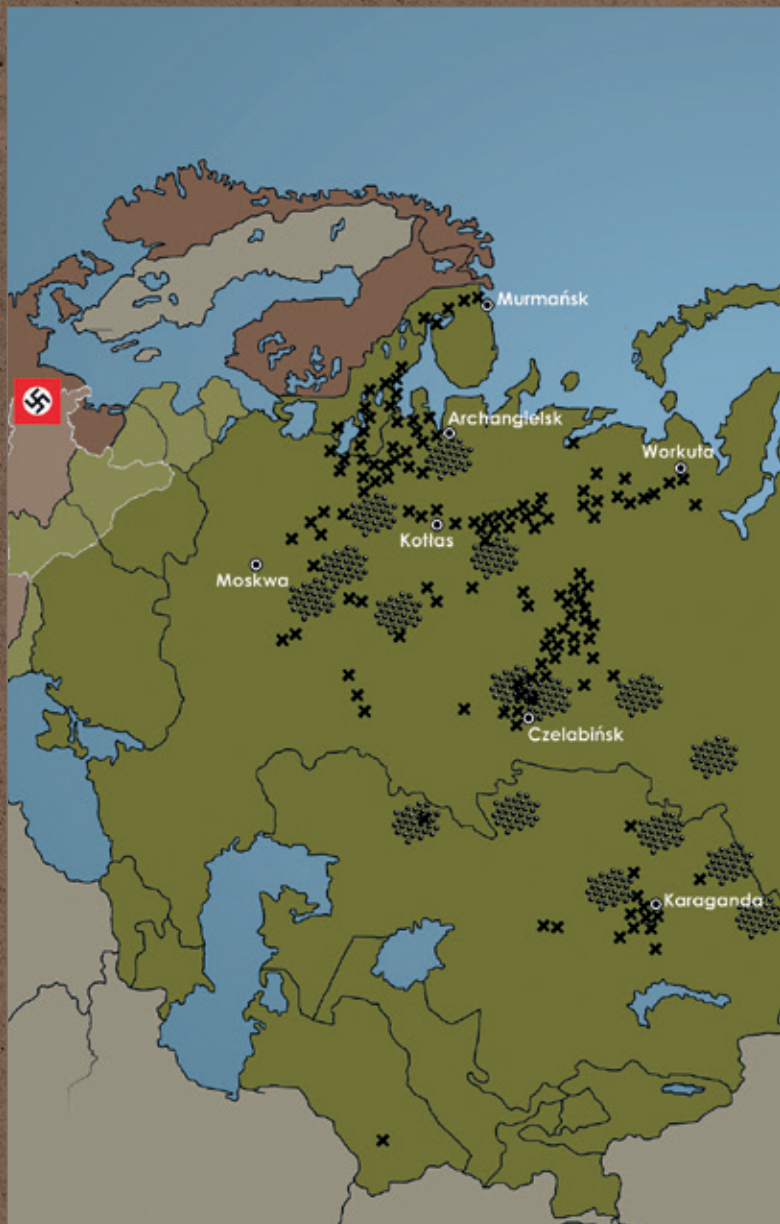 Murmańsk
Archangielsk
Workuta
Kotłas
Moskwa
Czelabińsk
Karaganda